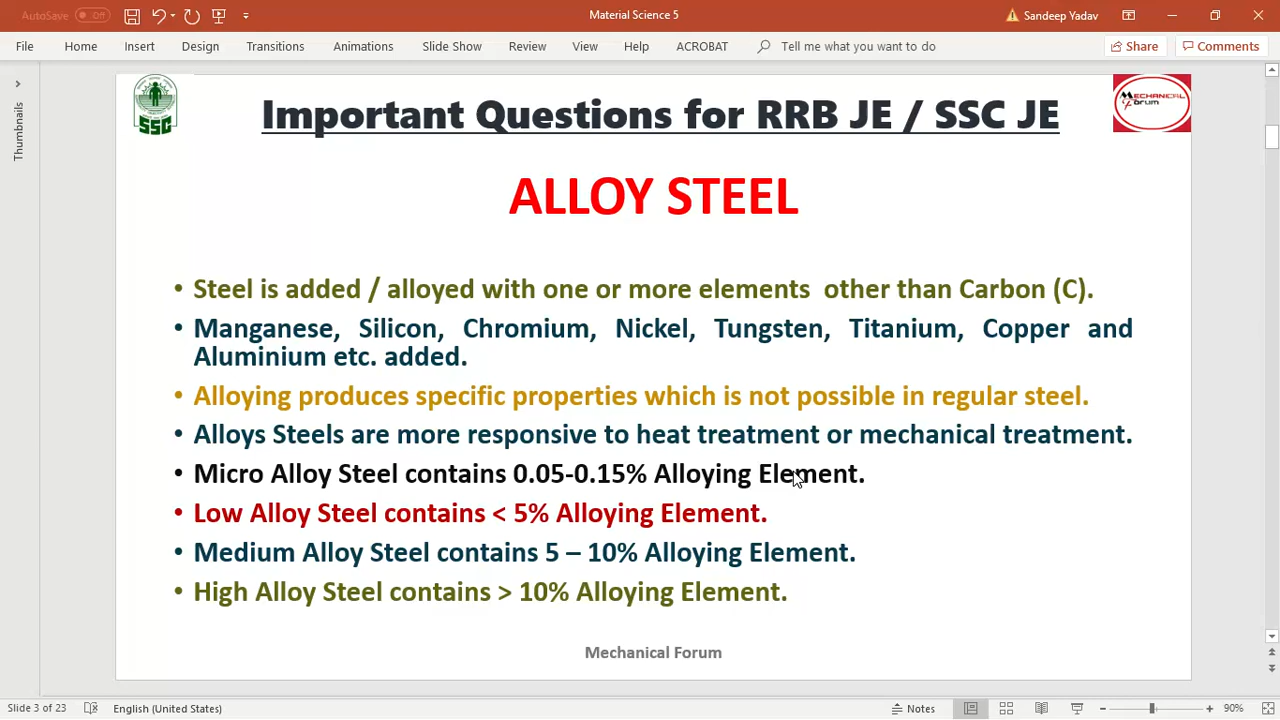 AutoSave Off
Material Science 5
Sandeep Yadav
File Home Insert Design Transitions Animations Slide Show Review View Help ACROBAT Tell me what you want to do Share Comments
Thumbnails
SSC
Important Questions for RRB JE / SSC JE
MECHANICAL
Forum
ALLOY STEEL
• Steel is added / alloyed with one or more elements other than Carbon (C).
• Manganese, Silicon, Chromium, Nickel, Tungsten, Titanium, Copper and
Aluminium etc. added.
• Alloying produces specific properties which is not possible in regular steel.
• Alloys Steels are more responsive to heat treatment or mechanical treatment.
• Micro Alloy Steel contains 0.05-0.15% Alloying Element.
• Low Alloy Steel contains < 5% Alloying Element.
• Medium Alloy Steel contains 5 – 10% Alloying Element.
• High Alloy Steel contains > 10% Alloying Element.
Mechanical Forum
Slide 3 of 23 English (United States) Notes 90%